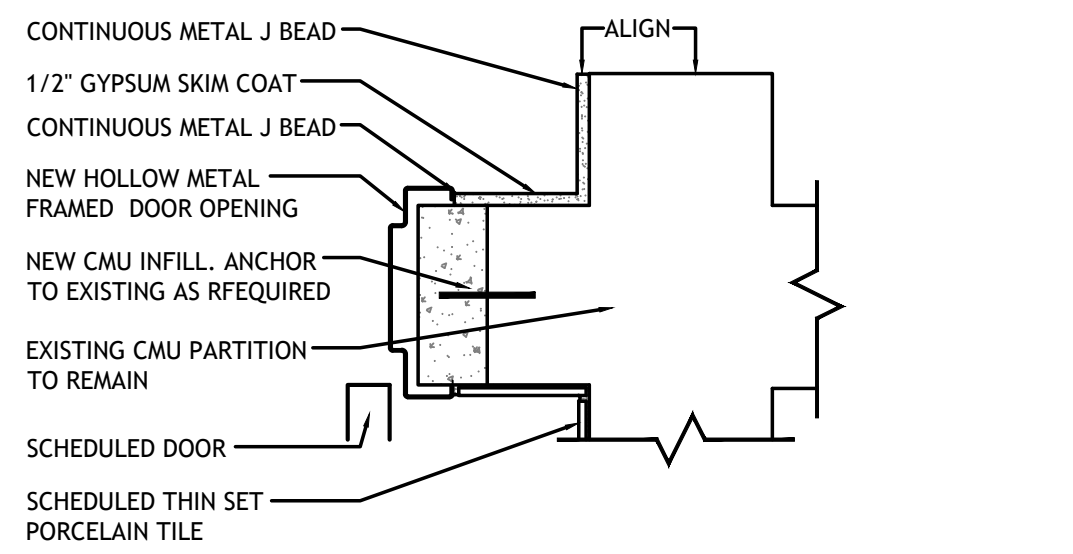 CONTINUOUS METAL J BEAD
ALIGN
1/2" GYPSUM SKIM COAT
CONTINUOUS METAL J BEAD
NEW HOLLOW METAL
FRAMED DOOR OPENING
NEW CMU INFILL. ANCHOR
TO EXISTING AS RFEQUIRED
EXISTING CMU PARTITION
TO REMAIN
SCHEDULED DOOR
SCHEDULED THIN SET
PORCELAIN TILE